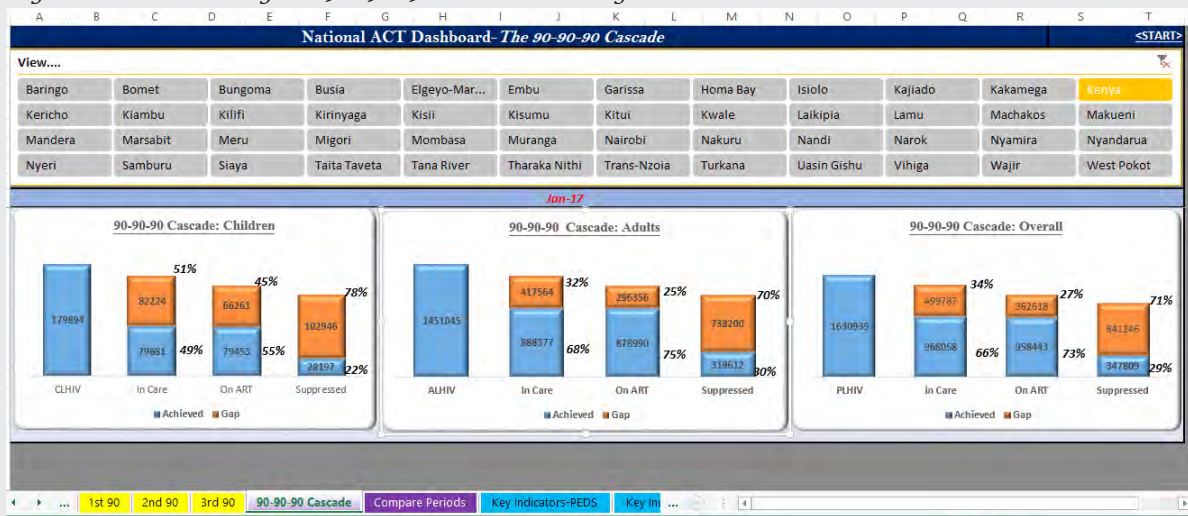 A B C D E F G H I J K L M N O P Q R S T
National ACT Dashboard-The 90-90-90 Cascade <START>
View....
Baringo Bomet Bungoma Busia Elgeyo-Mar... Embu Garissa Homa Bay Isiolo Kajiado Kakamega Kenya
Kericho Kiambu Kilifi Kirinyaga Kisii Kisumu Kitui Kwale Laikipia Lamu Machakos Makueni
Mandera Marsabit Meru Migori Mombasa Muranga Nairobi Nakuru Nandi Narok Nyamira Nyandarua
Nyeri Samburu Siaya Taita Taveta Tana River Tharaka Nithi Trans-Nzoia Turkana Uasin Gishu Vihiga Wajir West Pokot
Jan-17
90-90-90 Cascade: Children
51%
45%
78%
82224
66261
102946
179894
79681 49%
79453 55%
28197 22%
CLHIV In Care On ART Suppressed
Achieved Gap
90-90-90 Cascade: Adults
417564 32%
296356 25%
70%
738200
1451045
888377 68%
878990 75%
319612 30%
ALHIV In Care On ART Suppressed
Achieved Gap
90-90-90 Cascade: Overall
34%
27%
71%
499787
362618
841146
1630939
968058 66%
958443 73%
347809 29%
PLHIV In Care On ART Suppressed
Achieved Gap
... 1st 90 2nd 90 3rd 90 90-90-90 Cascade Compare Periods Key Indicators-PEDS Key In ...